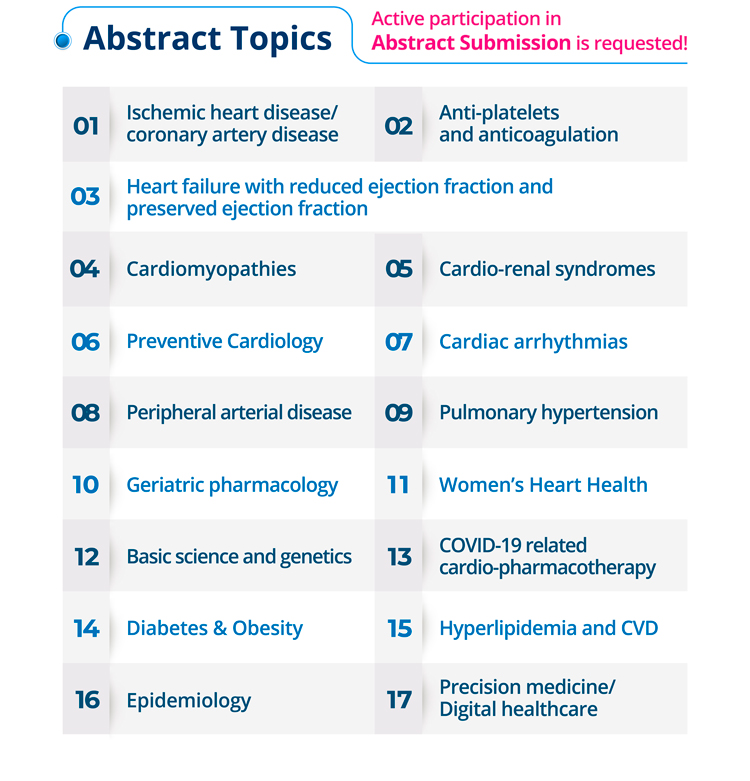 Abstract Topics
Active participation in
Abstract Submission is requested!
01
Ischemic heart disease/
coronary artery disease
02
Anti-platelets
and anticoagulation
03
Heart failure with reduced ejection fraction and
preserved ejection fraction
04
Cardiomyopathies
05
Cardio-renal syndromes
06
Preventive Cardiology
07
Cardiac arrhythmias
08
Peripheral arterial disease
09
Pulmonary hypertension
10
Geriatric pharmacology
11
Women’s Heart Health
12
Basic science and genetics
13
COVID-19 related
cardio-pharmacotherapy
14
Diabetes & Obesity
15
Hyperlipidemia and CVD
16
Epidemiology
17
Precision medicine/
Digital healthcare